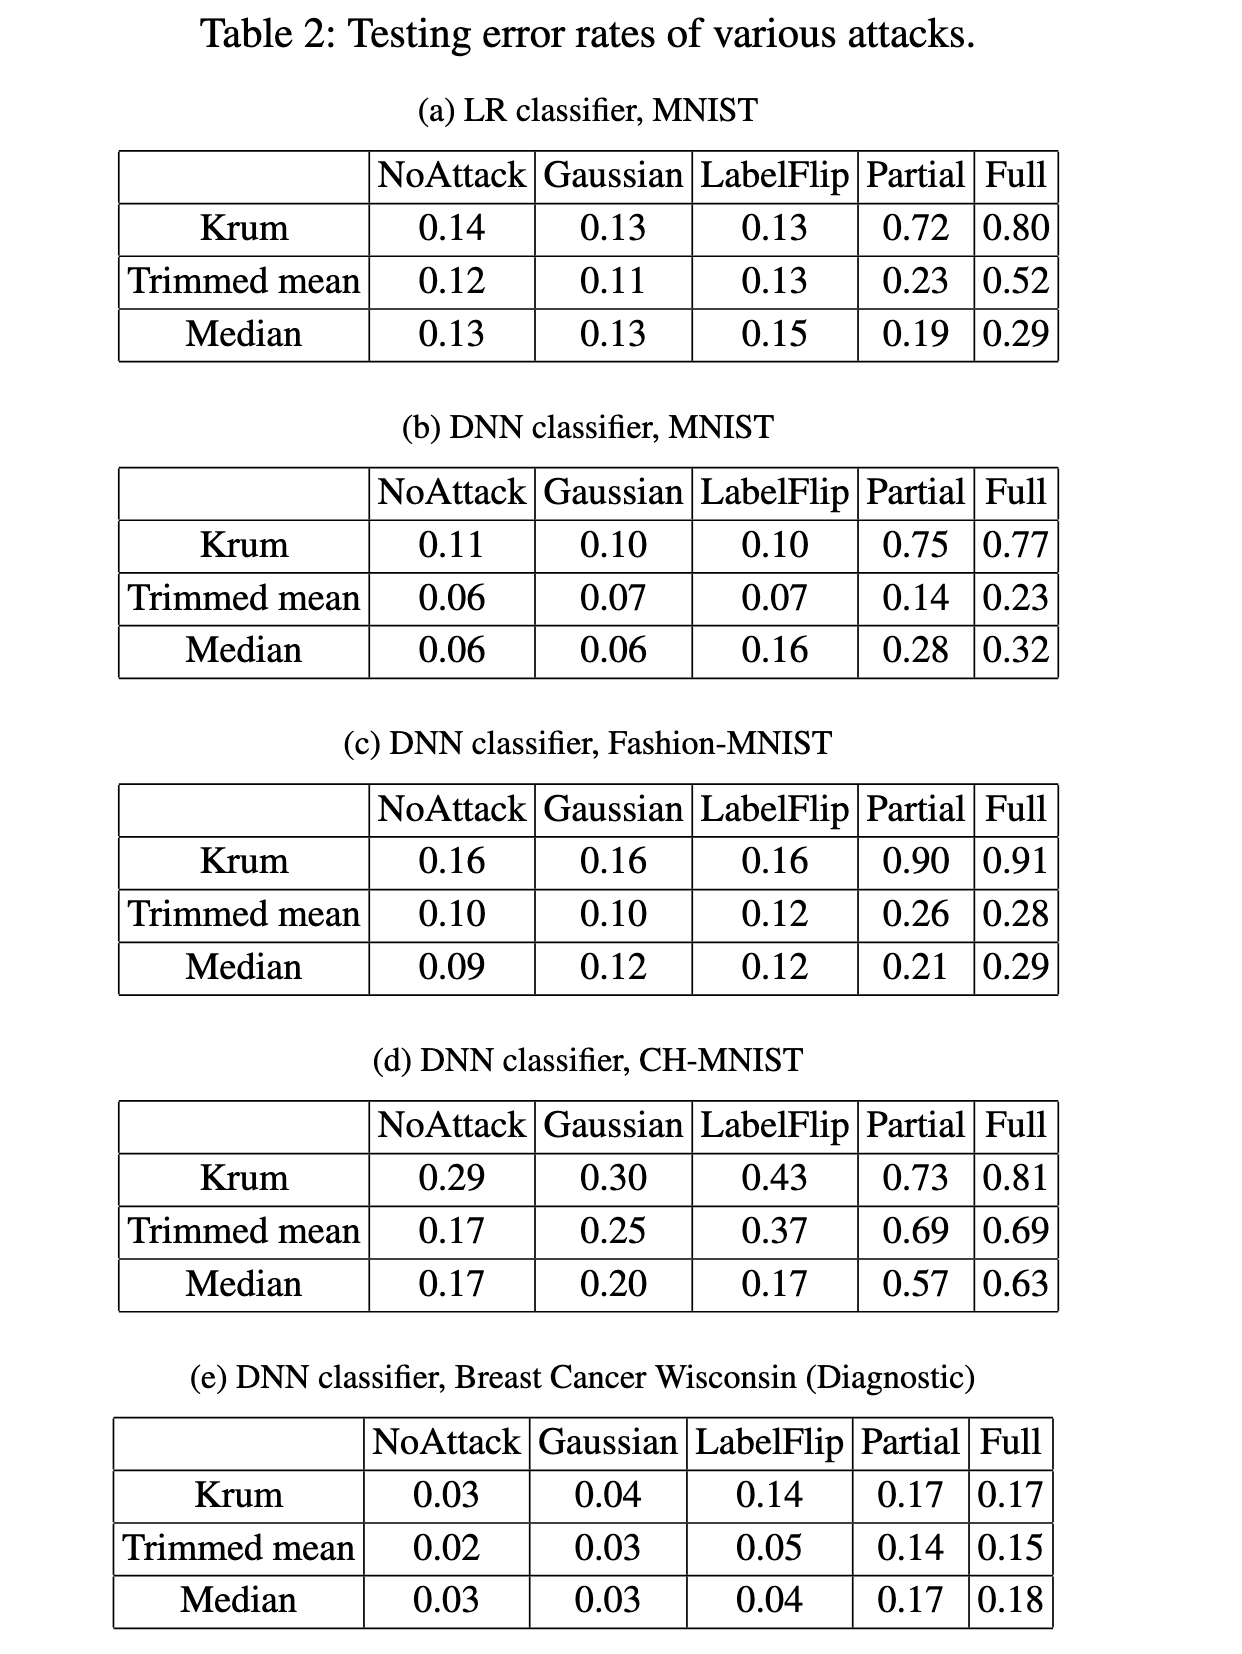 Table 2: Testing error rates of various attacks.
(a) LR classifier, MNIST
NoAttack Gaussian LabelFlip Partial Full
Krum 0.14 0.13 0.13 0.72 0.80
Trimmed mean 0.12 0.11 0.13 0.23 0.52
Median 0.13 0.13 0.15 0.19 0.29
(b) DNN classifier, MNIST
NoAttack Gaussian LabelFlip Partial Full
Krum 0.11 0.10 0.10 0.75 0.77
Trimmed mean 0.06 0.07 0.07 0.14 0.23
Median 0.06 0.06 0.16 0.28 0.32
(c) DNN classifier, Fashion-MNIST
NoAttack Gaussian LabelFlip Partial Full
Krum 0.16 0.16 0.16 0.90 0.91
Trimmed mean 0.10 0.10 0.12 0.26 0.28
Median 0.09 0.12 0.12 0.21 0.29
(d) DNN classifier, CH-MNIST
NoAttack Gaussian LabelFlip Partial Full
Krum 0.29 0.30 0.43 0.73 0.81
Trimmed mean 0.17 0.25 0.37 0.69 0.69
Median 0.17 0.20 0.17 0.57 0.63
(e) DNN classifier, Breast Cancer Wisconsin (Diagnostic)
NoAttack Gaussian LabelFlip Partial Full
Krum 0.03 0.04 0.14 0.17 0.17
Trimmed mean 0.02 0.03 0.05 0.14 0.15
Median 0.03 0.03 0.04 0.17 0.18